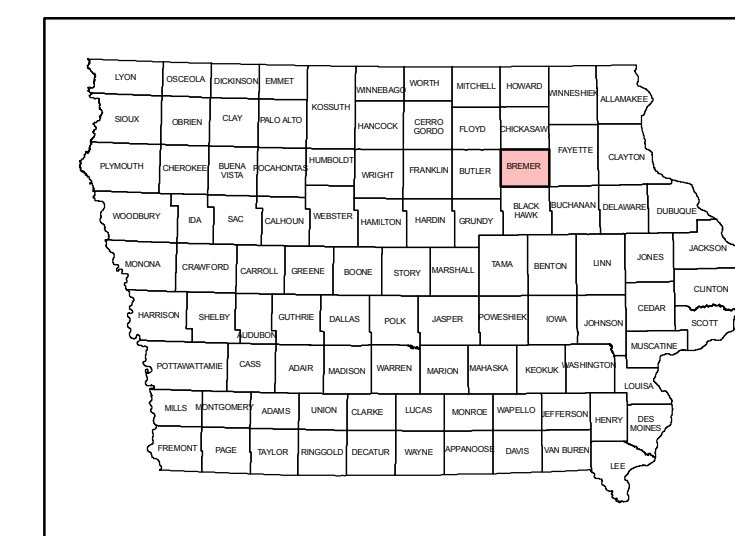 LYON OSCEOLA DICKINSON EMMET WINNEBAGO WORTH MITCHELL HOWARD WINNESHIEK ALLAMAKEE
KOSSUTH
SIOUX OBRIEN CLAY PALO ALTO HANCOCK CERRO
GORDO FLOYD CHICKASAW
FAYETTE CLAYTON
PLYMOUTH CHEROKEE BUENA
VISTA POCAHONTAS HUMBOLDT WRIGHT FRANKLIN BUTLER BREMER
WOODBURY IDA SAC CALHOUN WEBSTER HAMILTON HARDIN GRUNDY BLACK
HAWK BUCHANAN DELAWARE DUBUQUE
MONONA CRAWFORD CARROLL GREENE BOONE STORY MARSHALL TAMA BENTON LINN JONES JACKSON
CLINTON
HARRISON SHELBY AUDUBON GUTHRIE DALLAS POLK JASPER POWESHIEK IOWA JOHNSON CEDAR SCOTT
MUSCATINE
POTTAWATTAMIE CASS ADAIR MADISON WARREN MARION MAHASKA KEOKUK WASHINGTON
LOUISA
MILLS MONTGOMERY ADAMS UNION CLARKE LUCAS MONROE WAPELLO JEFFERSON HENRY DES
MOINES
FREMONT PAGE TAYLOR RINGGOLD DECATUR WAYNE APPANOOSE DAVIS VAN BUREN
LEE